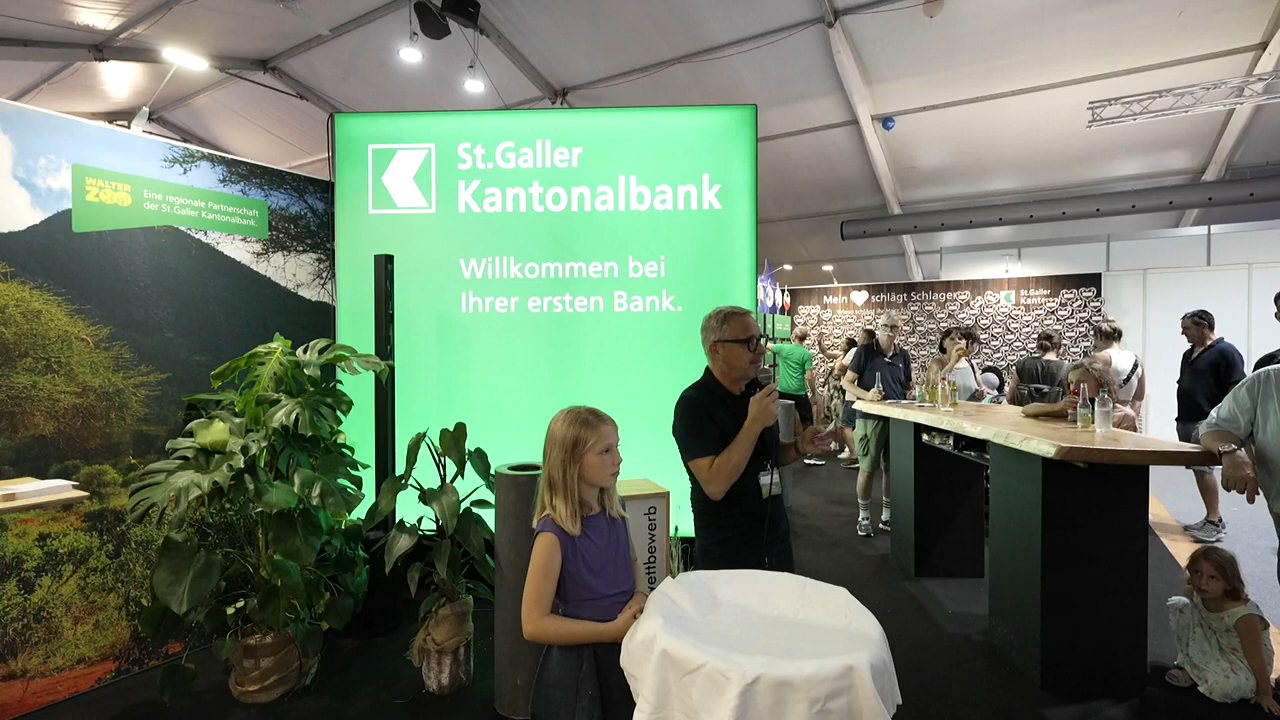 WALTER
ZOO
Eine regionale Partnerschaft
der St.Galler Kantonalbank.
St.Galler
Kantonalbank
Willkommen bei
Ihrer ersten Bank.
Mein schlägt Schlager
St.Galler
wettbewerb